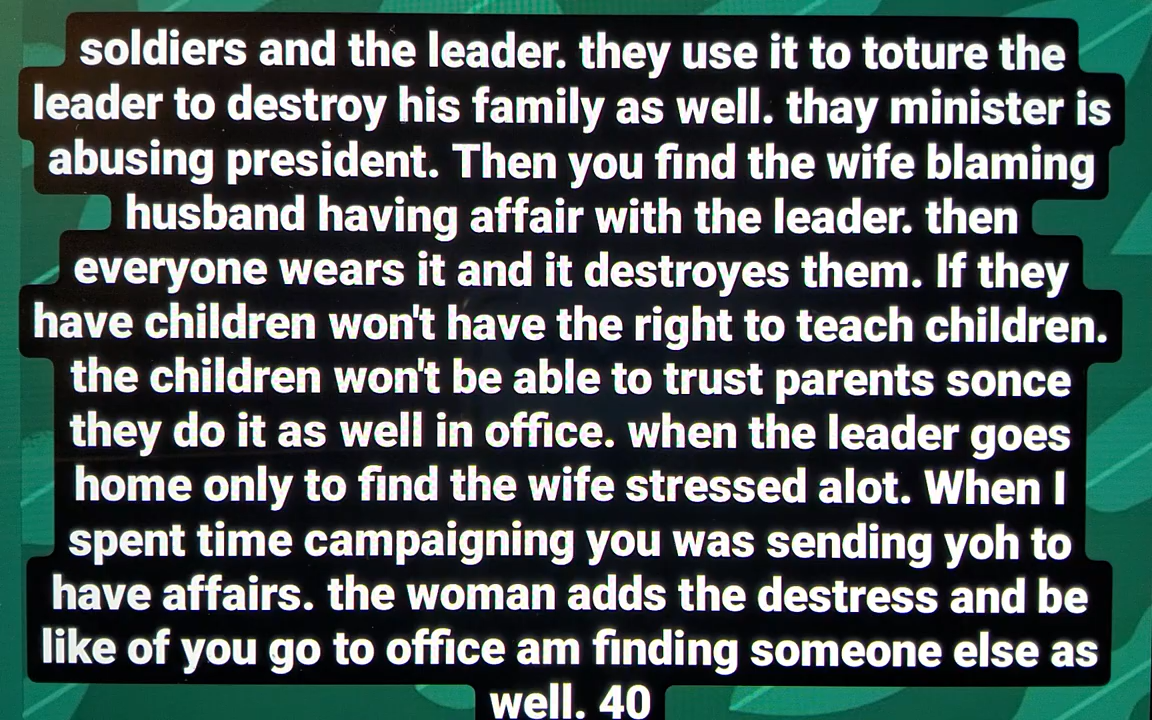 soldiers and the leader. they use it to toture the
leader to destroy his family as well. thay minister is
abusing president. Then you find the wife blaming
husband having affair with the leader. then
everyone wears it and it destroyes them. If they
have children won't have the right to teach children.
the children won't be able to trust parents sonce
they do it as well in office. when the leader goes
home only to find the wife stressed alot. When I
spent time campaigning you was sending yoh to
have affairs. the woman adds the destress and be
like of you go to office am finding someone else as
well. 40